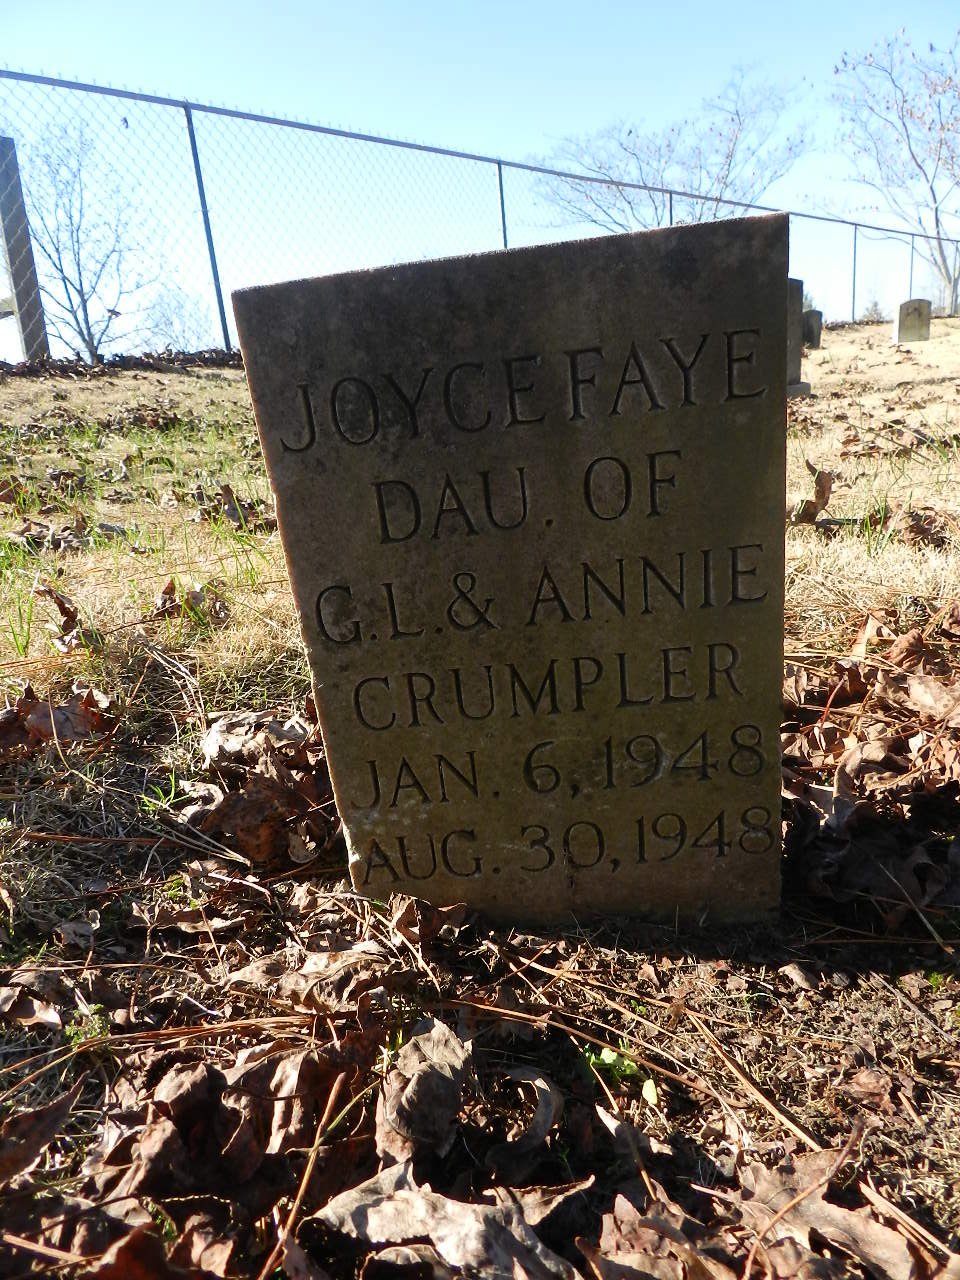 JOYCE FAYE
DAU. OF
G.L. & ANNIE
CRUMPLER
JAN. 6, 1948
AUG. 30, 1948